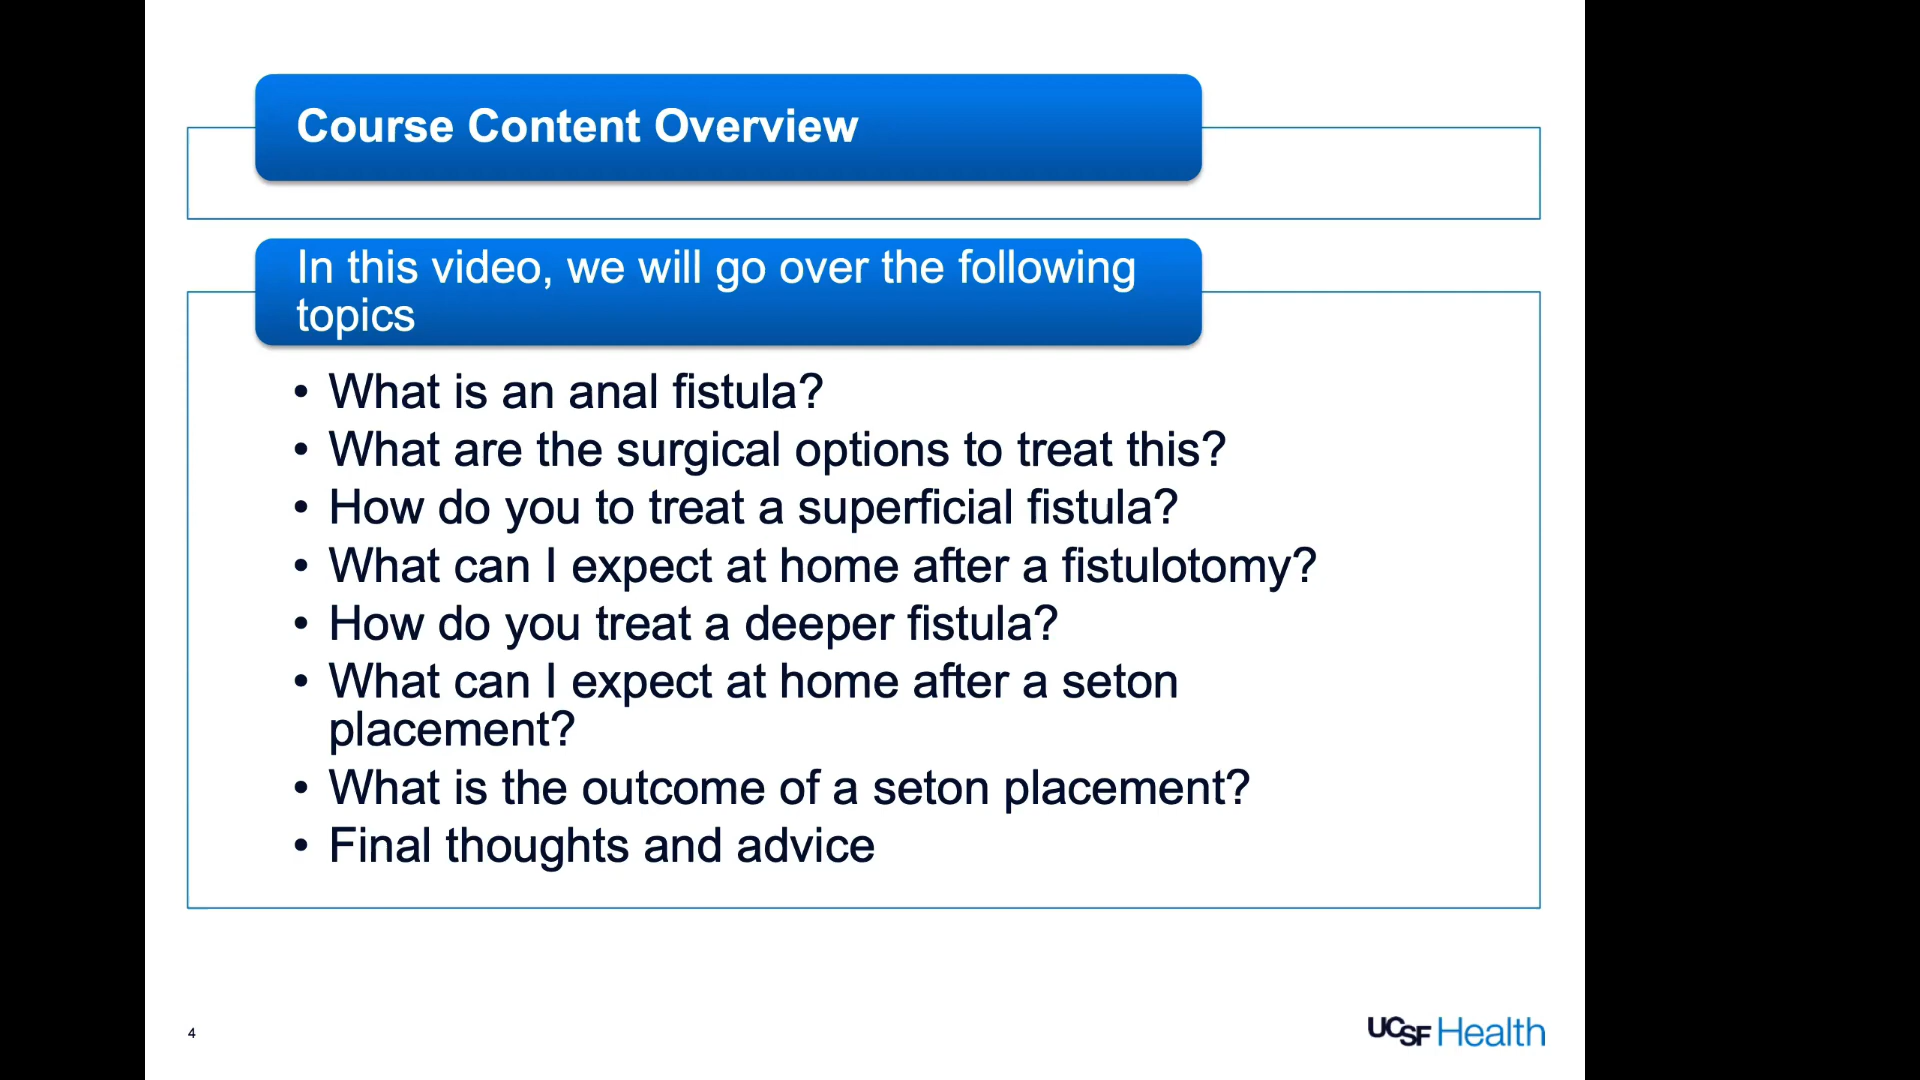 Course Content Overview
In this video, we will go over the following
topics
• What is an anal fistula?
• What are the surgical options to treat this?
• How do you to treat a superficial fistula?
• What can I expect at home after a fistulotomy?
• How do you treat a deeper fistula?
• What can I expect at home after a seton
placement?
• What is the outcome of a seton placement?
• Final thoughts and advice
4
UCSF Health